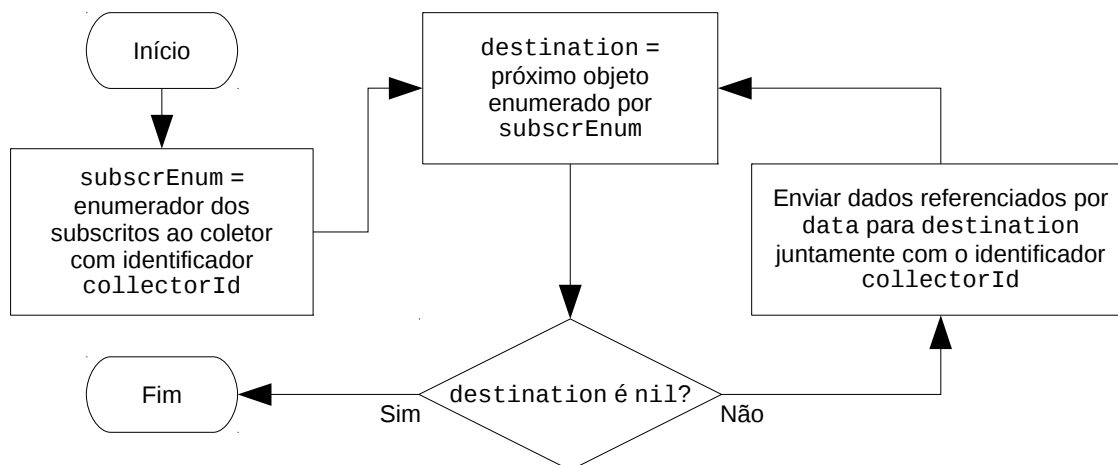 Início
subscrEnum =
enumerador dos
subscritos ao coletor
com identificador
collectorId
destination =
próximo objeto
enumerado por
subscrEnum
destination é nil?
Sim
Não
Enviar dados referenciados por
data para destination
juntamente com o identificador
collectorId
Fim